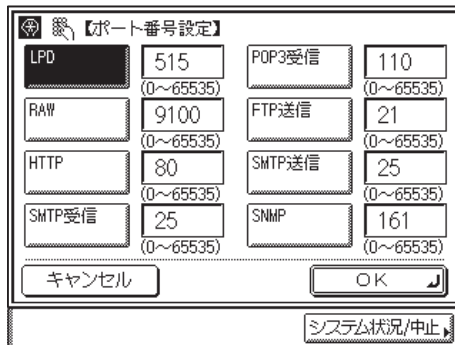 【ポート番号設定】
LPD 515 POP3受信 110
(0～65535) (0～65535)
RAW 9100 FTP送信 21
(0～65535) (0～65535)
HTTP 80 SMTP送信 25
(0～65535) (0～65535)
SMTP受信 25 SNMP 161
(0～65535) (0～65535)
キャンセル OK
システム状況/中止